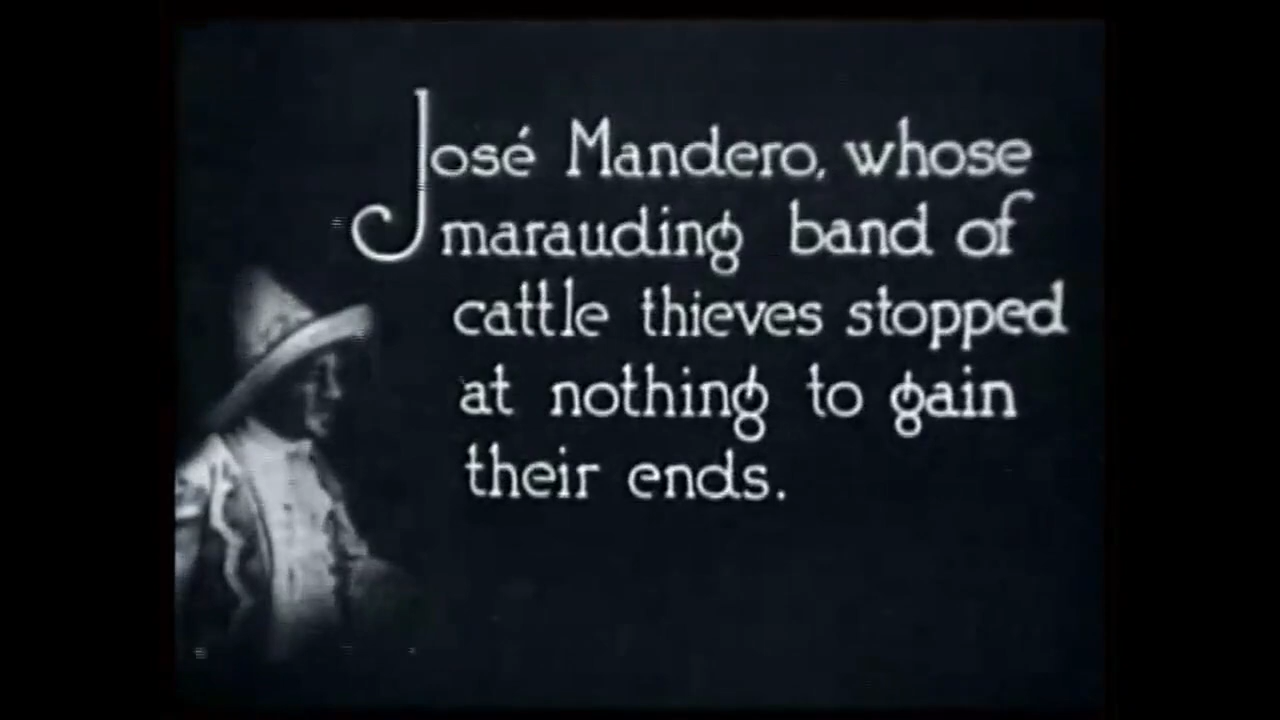 José Mandero, whose
marauding band of
cattle thieves stopped
at nothing to gain
their ends.